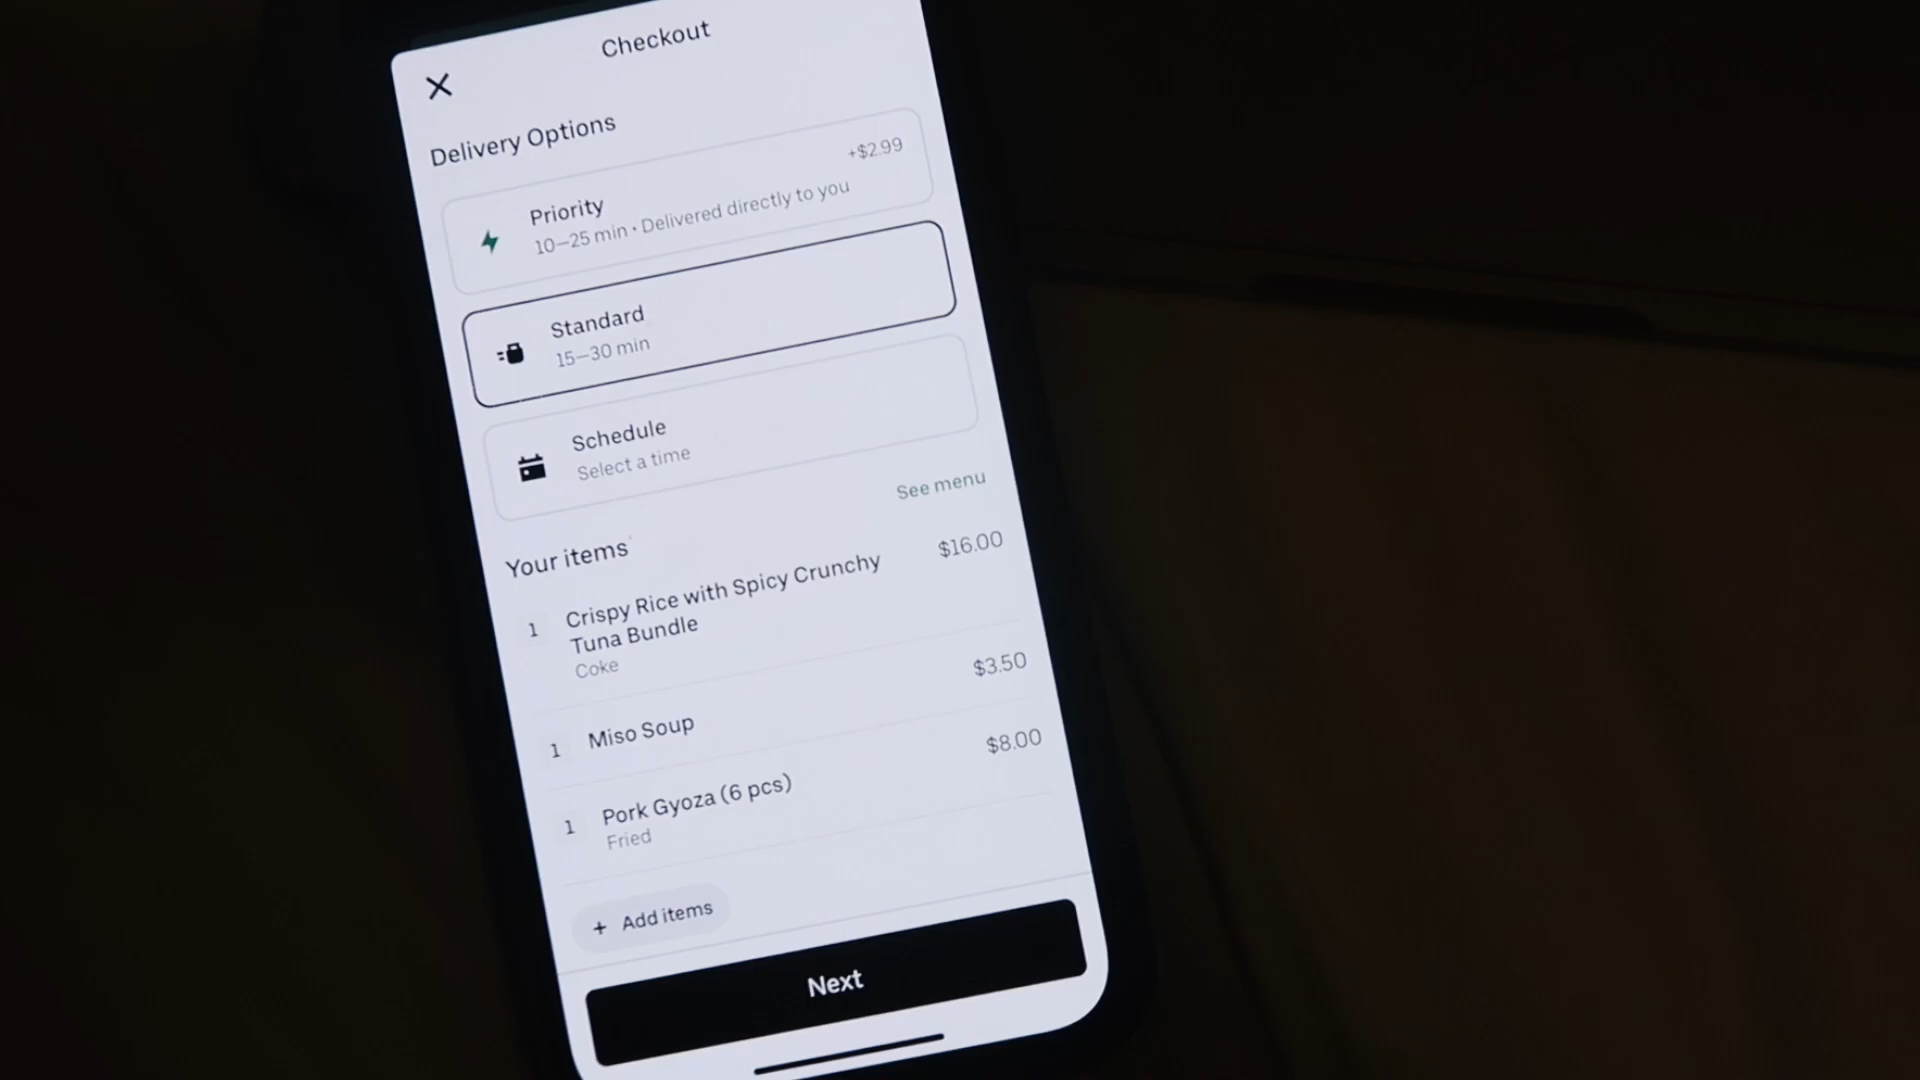 Checkout
Delivery Options
Priority
+$2.99
10–25 min • Delivered directly to you
Standard
15–30 min
Schedule
Select a time
Your items
See menu
1 Crispy Rice with Spicy Crunchy $16.00
Tuna Bundle
Coke
1 Miso Soup $3.50
1 Pork Gyoza (6 pcs) $8.00
Fried
+ Add items
Next